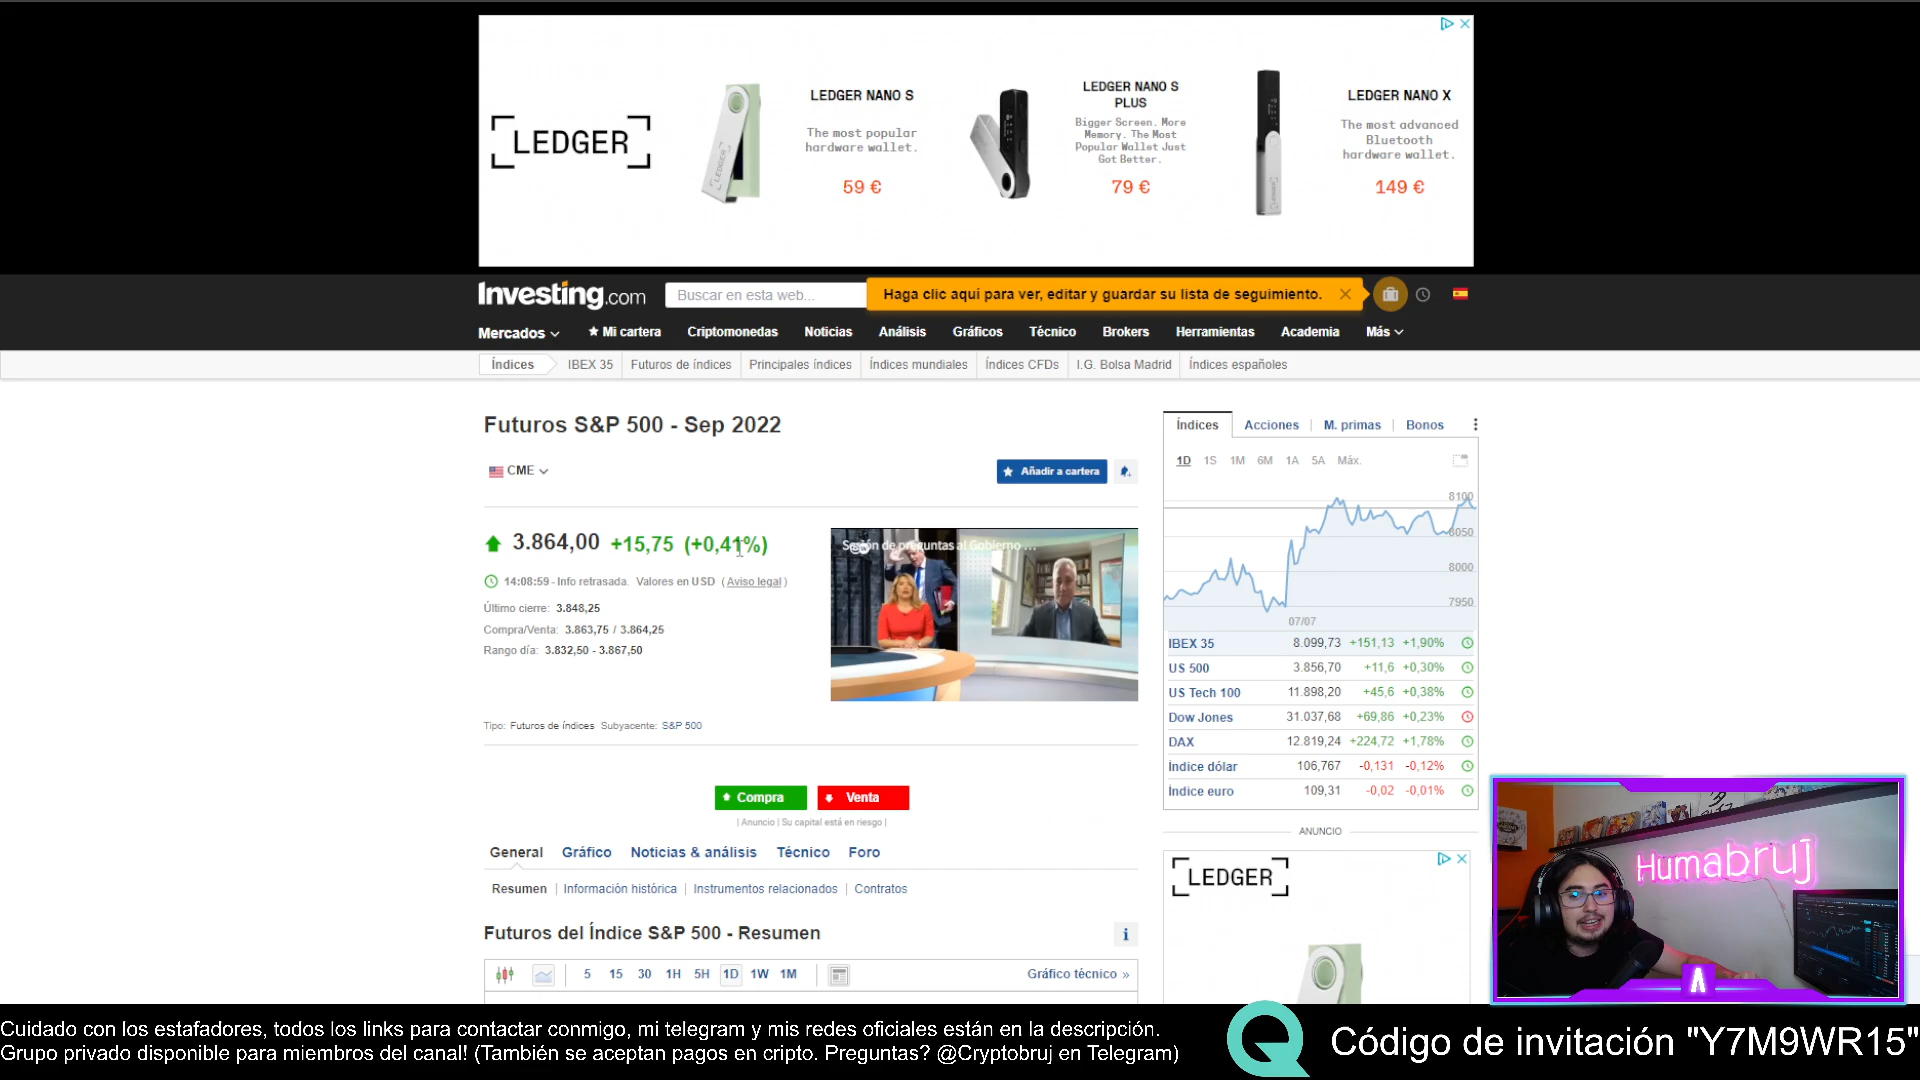 LEDGER
LEDGER NANO S
The most popular
hardware wallet.
59 €
LEDGER NANO S
PLUS
Bigger Screen. More
Memory. The Most
Popular Wallet Just
Got Better.
79 €
LEDGER NANO X
The most advanced
Bluetooth
hardware wallet.
149 €
Investing.com
Buscar en esta web...
Haga clic aquí para ver, editar y guardar su lista de seguimiento.
Mercados Mi cartera Criptomonedas Noticias Análisis Gráficos Técnico Brokers Herramientas Academia Más
Índices IBEX 35 Futuros de índices Principales índices Índices mundiales Índices CFDs I.G. Bolsa Madrid Índices españoles
Futuros S&P 500 - Sep 2022
CME
Añadir a cartera
3.864,00 +15,75 (+0,41%)
14:08:59 - Info retrasada. Valores en USD ( Aviso legal )
Último cierre: 3.848,25
Compra/Venta: 3.863,75 / 3.864,25
Rango día: 3.832,50 - 3.867,50
preguntas al Gobierno ...
Tipo: Futuros de índices Subyacente: S&P 500
Compra Venta
| Anuncio | Su capital está en riesgo |
General Gráfico Noticias & análisis Técnico Foro
Resumen Información histórica Instrumentos relacionados Contratos
Futuros del Índice S&P 500 - Resumen
5 15 30 1H 5H 1D 1W 1M
Gráfico técnico »
Índices Acciones M. primas Bonos
1D 1S 1M 6M 1A 5A Máx.
8100
8050
8000
7950
07/07
IBEX 35 8.099,73 +151,13 +1,90%
US 500 3.856,70 +11,6 +0,30%
US Tech 100 11.898,20 +45,6 +0,38%
Dow Jones 31.037,68 +69,86 +0,23%
DAX 12.819,24 +224,72 +1,78%
Índice dólar 106,767 -0,131 -0,12%
Índice euro 109,31 -0,02 -0,01%
ANUNCIO
LEDGER
Humabruj
Cuidado con los estafadores, todos los links para contactar conmigo, mi telegram y mis redes oficiales están en la descripción.
Grupo privado disponible para miembros del canal! (También se aceptan pagos en cripto. Preguntas? @Cryptobruj en Telegram)
Código de invitación "Y7M9WR15"